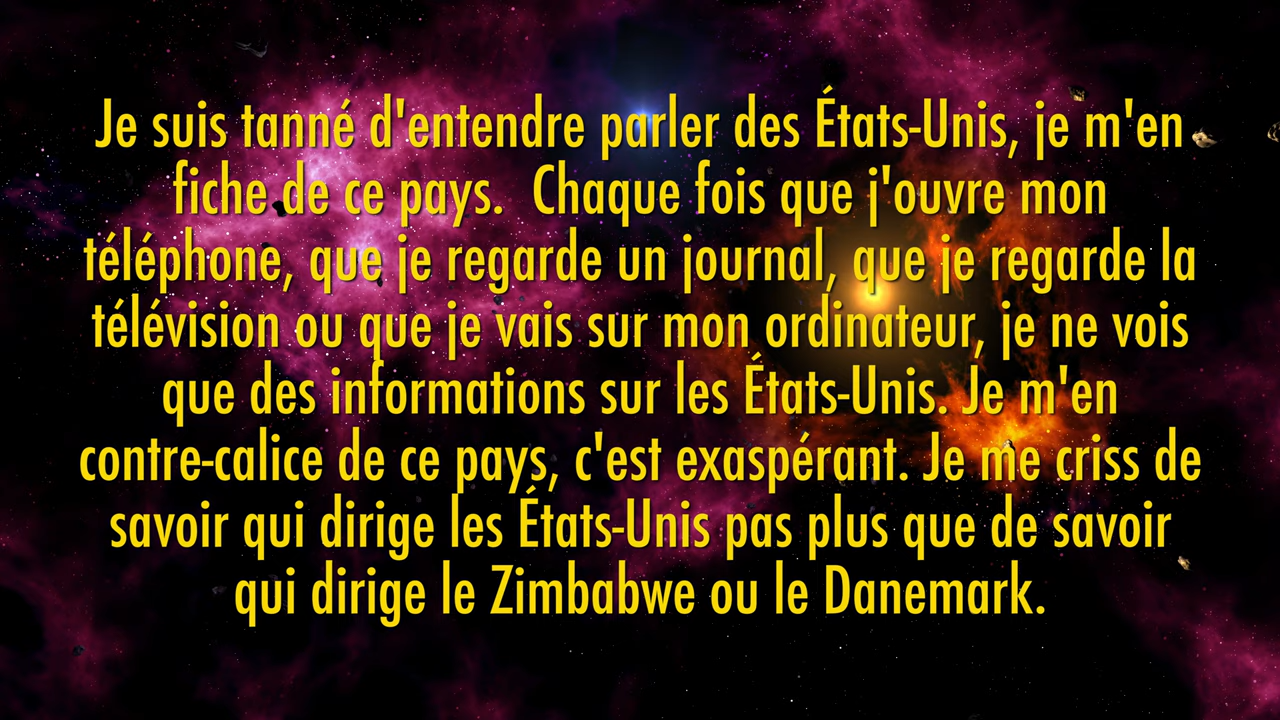 Je suis tanné d'entendre parler des États-Unis, je m'en
fiche de ce pays.  Chaque fois que j'ouvre mon
téléphone, que je regarde un journal, que je regarde la
télévision ou que je vais sur mon ordinateur, je ne vois
que des informations sur les États-Unis. Je m'en
contre-calice de ce pays, c'est exaspérant. Je me criss de
savoir qui dirige les États-Unis pas plus que de savoir
qui dirige le Zimbabwe ou le Danemark.